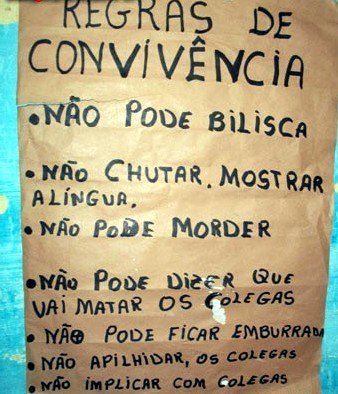 REGRAS DE
CONVIVÊNCIA
• NÃO PODE BILISCA
• NÃO CHUTAR. MOSTRAR
A LÍNGUA.
• NÃO PODE MORDER
• NÃO PODE DIZER QUE
VAI MATAR OS COLEGAS
• NÃO PODE FICAR EMBURRADA
• NÃO APILHIDAR, OS COLEGAS
• NÃO IMPLICAR COM COLEGAS